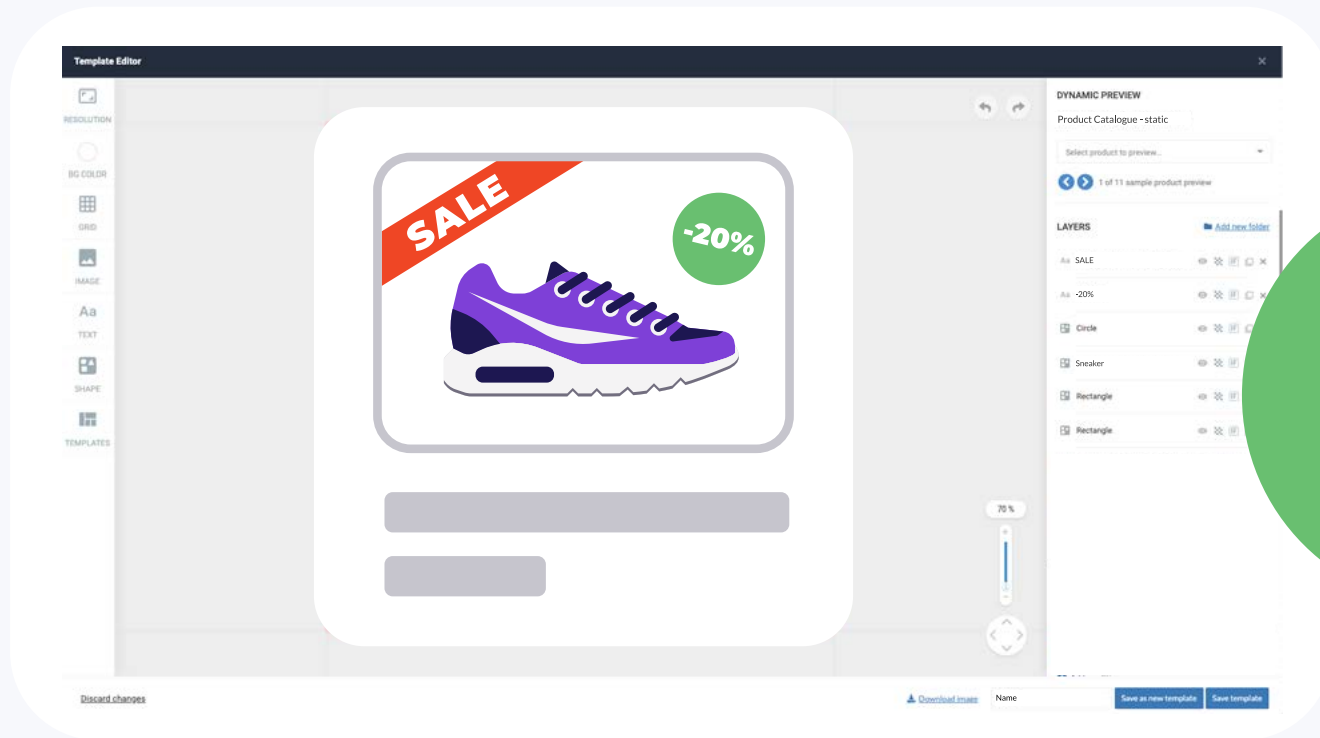 Template Editor
RESOLUTION
BG COLOR
GRID
IMAGE
Aa
TEXT
SHAPE
TEMPLATES
SALE
-20%
70 %
DYNAMIC PREVIEW
Product Catalogue - static
Select product to preview...
1 of 11 sample product preview
LAYERS
Add new folder
Aa SALE
Aa -20%
Circle
Sneaker
Rectangle
Rectangle
Discard changes
Download image
Name
Save as new template
Save template